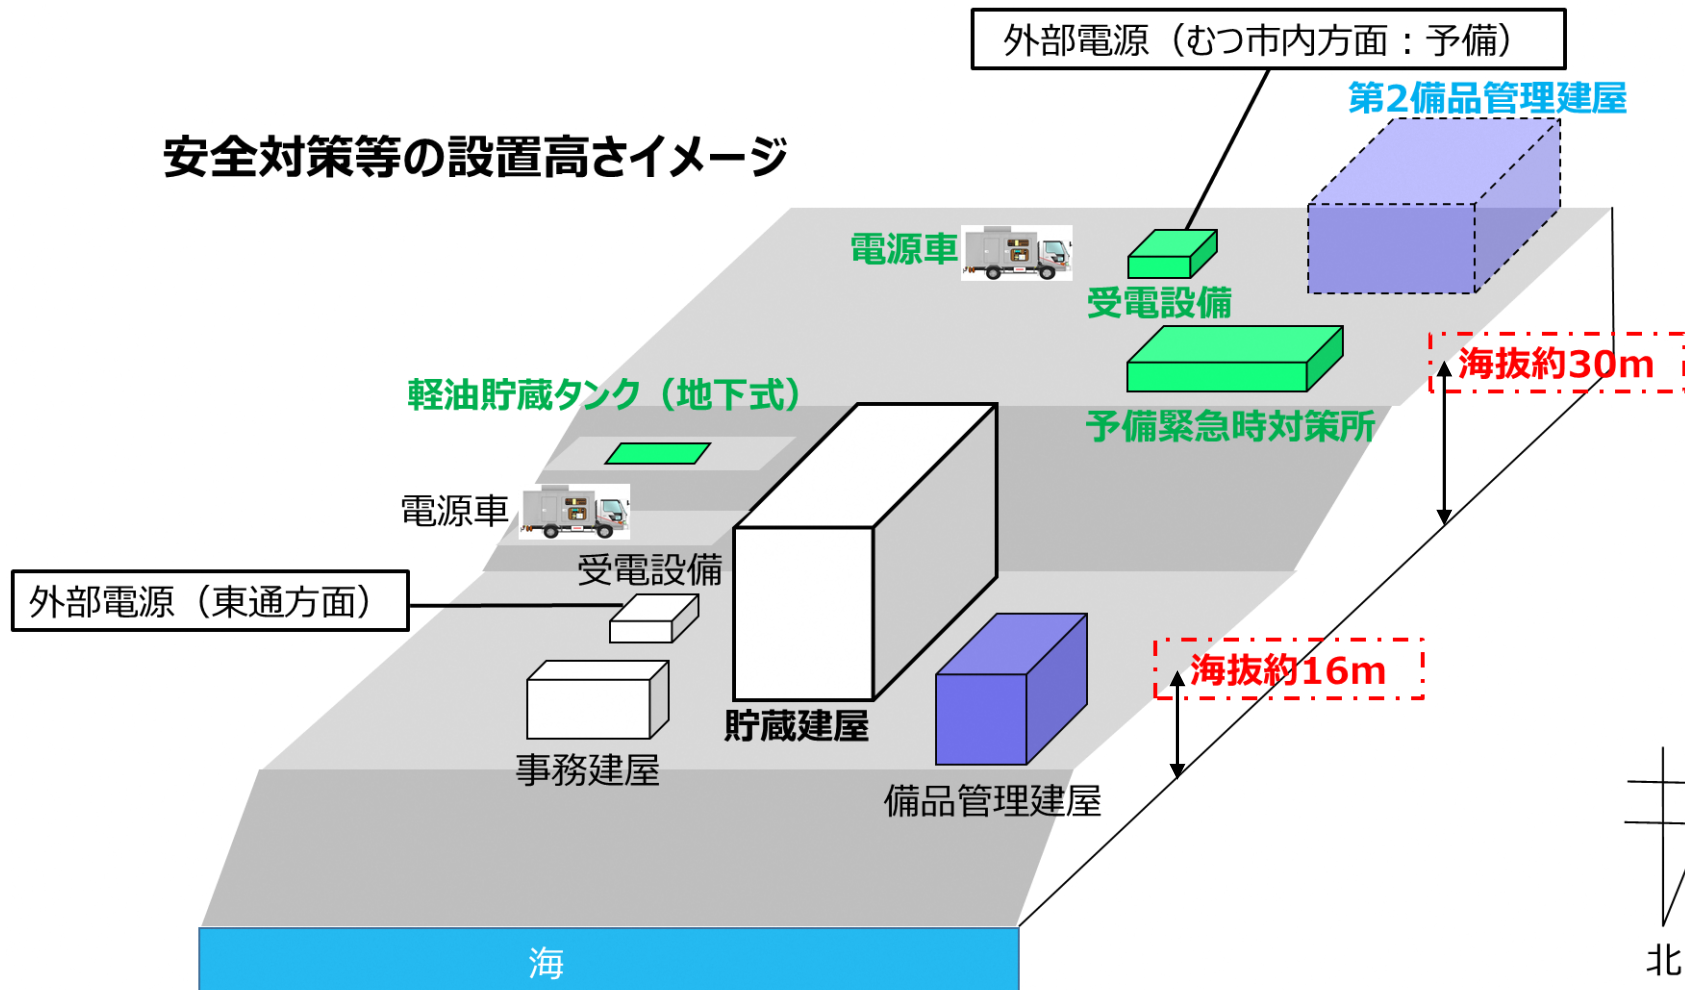 外部電源（むつ市内方面：予備）
第2備品管理建屋
安全対策等の設置高さイメージ
電源車
受電設備
海抜約30m
軽油貯蔵タンク（地下式）
予備緊急時対策所
電源車
受電設備
外部電源（東通方面）
海抜約16m
貯蔵建屋
事務建屋
備品管理建屋
海
北